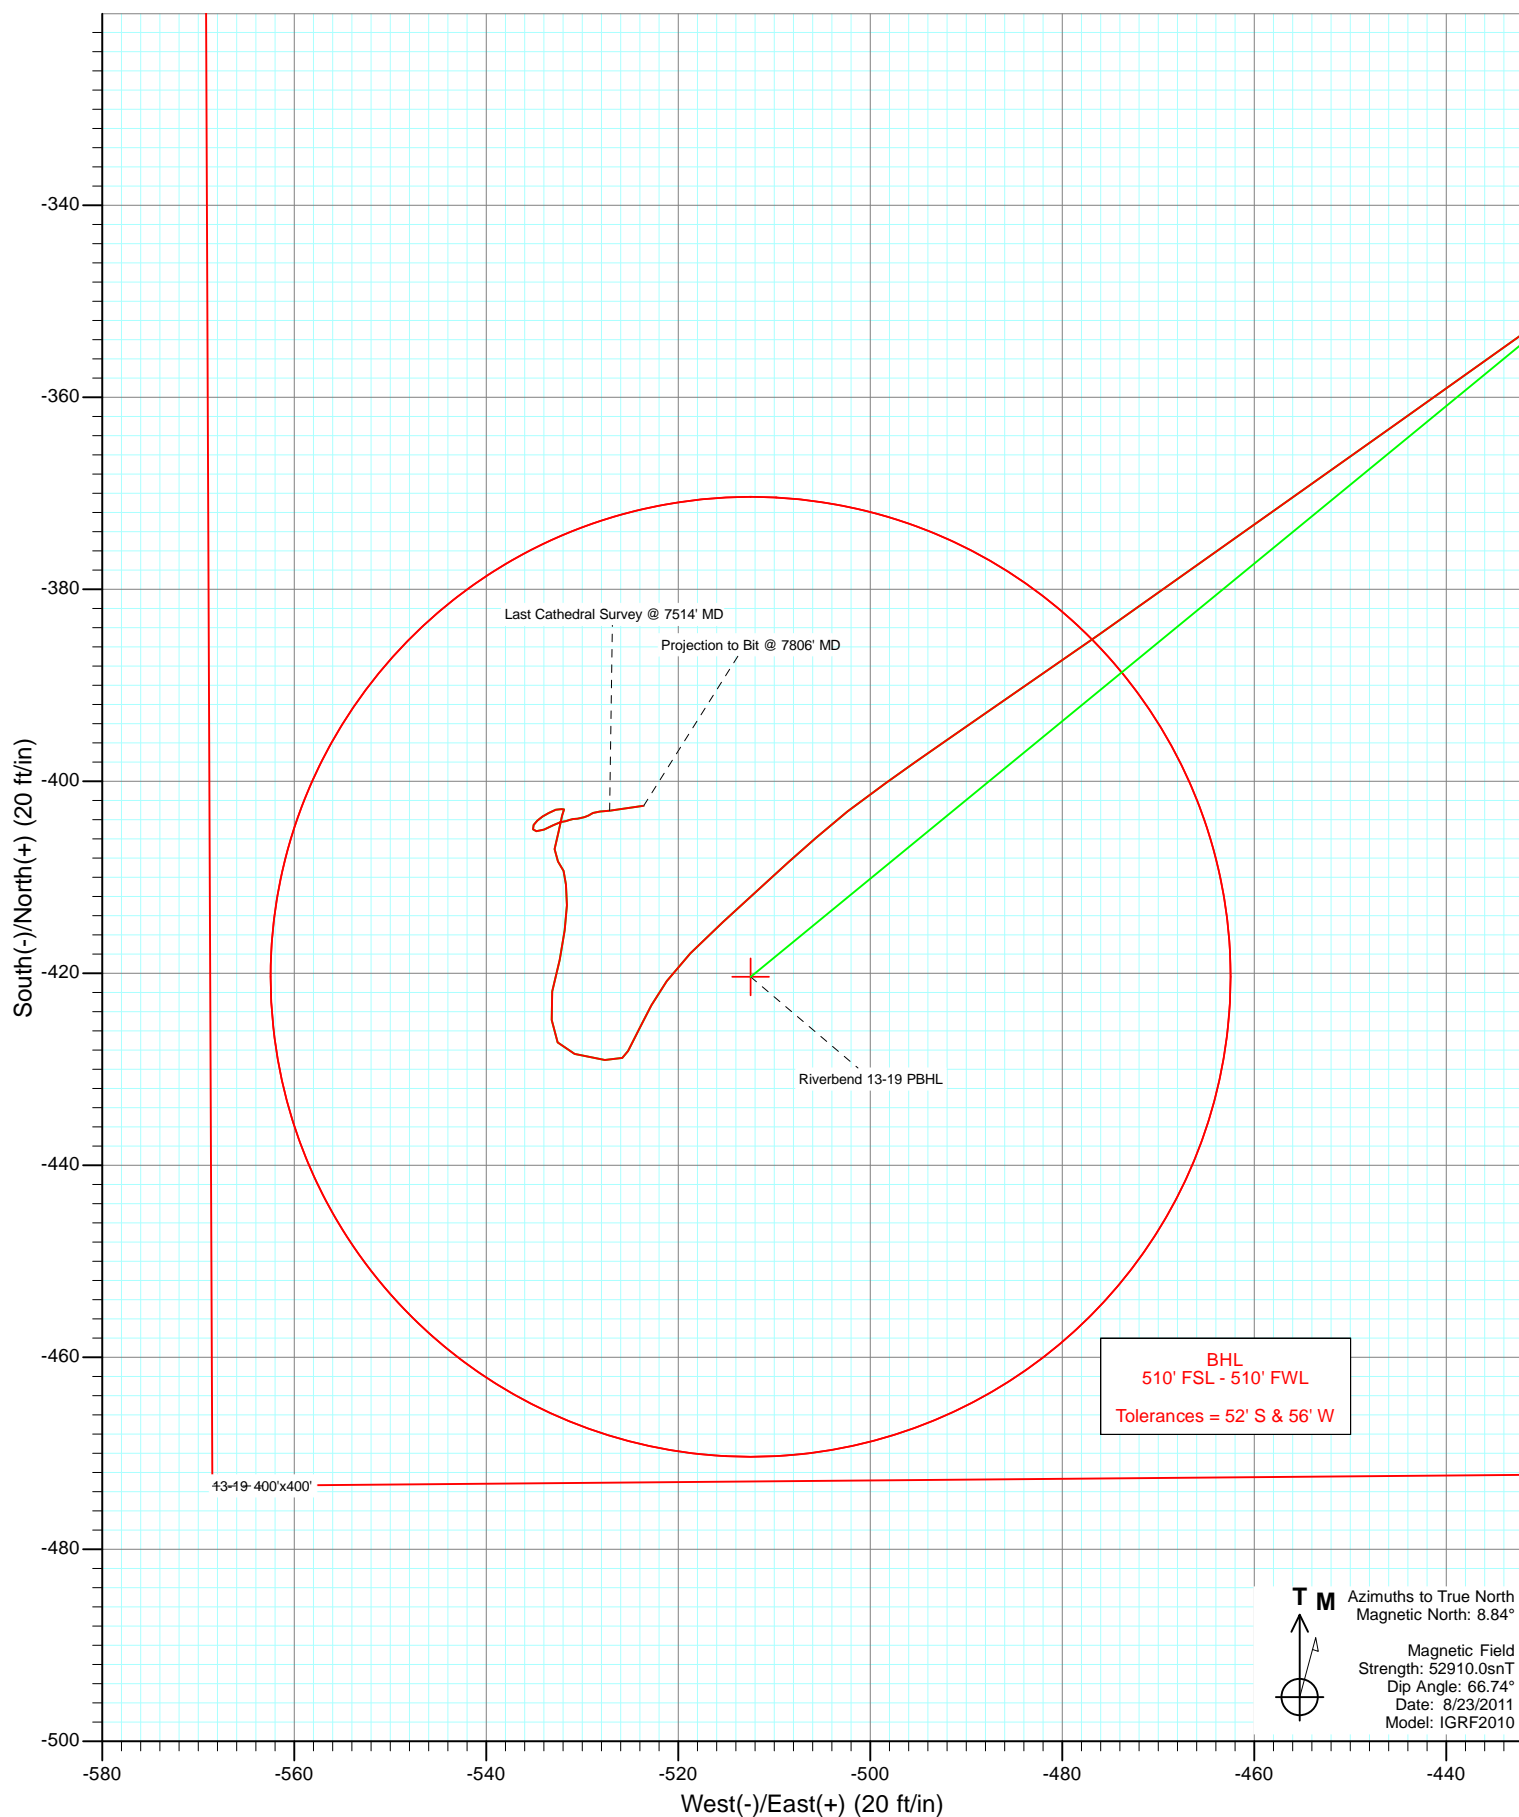 -340
-360
-380
Last Cathedral Survey @ 7514' MD
Projection to Bit @ 7806' MD
South(-)/North(+) (20 ft/in)
-400
-420
Riverbend 13-19 PBHL
-440
-460
BHL
510' FSL - 510' FWL
Tolerances = 52' S & 56' W
13-19 400'x400'
-480
T M
Azimuths to True North
Magnetic North: 8.84°
Magnetic Field
Strength: 52910.0snT
Dip Angle: 66.74°
Date: 8/23/2011
Model: IGRF2010
-500
-580 -560 -540 -520 -500 -480 -460 -440
West(-)/East(+) (20 ft/in)